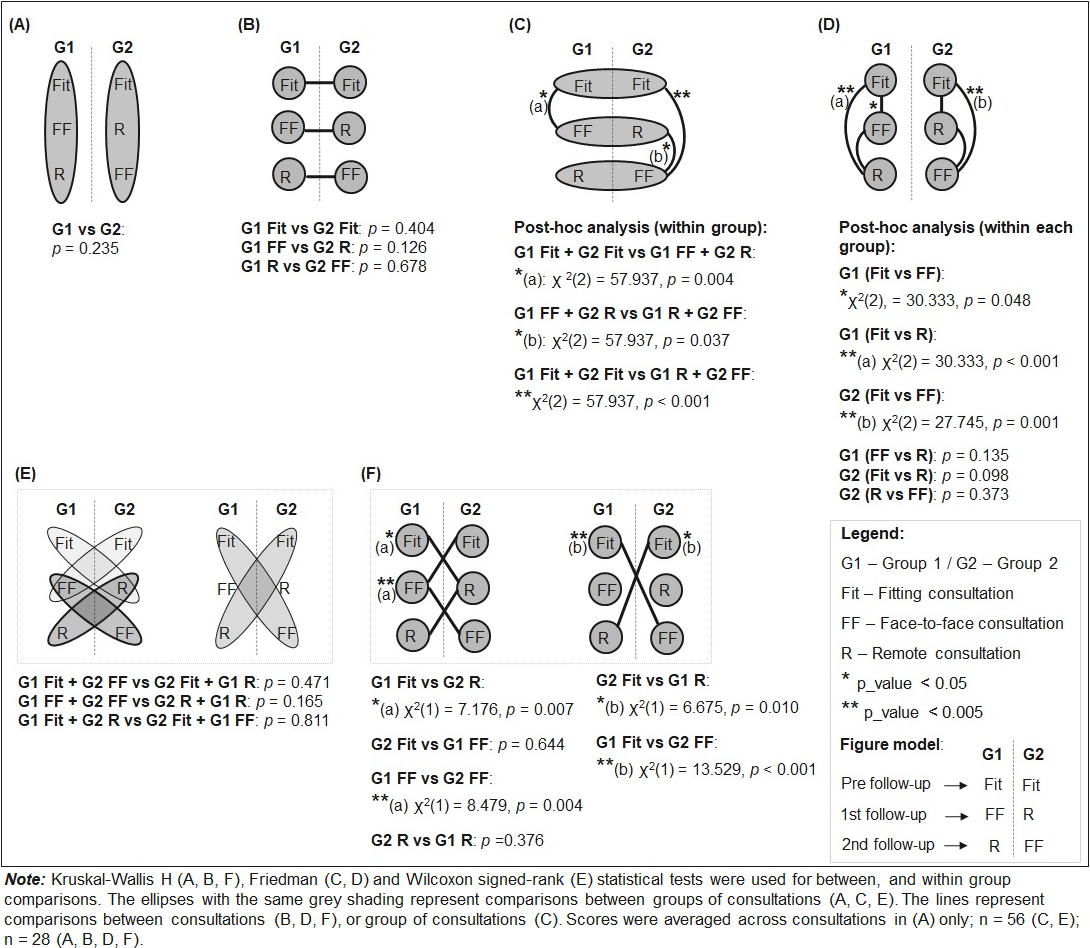 (A)
G1 G2
Fit Fit
FF R
R FF
G1 vs G2:
p = 0.235
(B)
G1 G2
Fit Fit
FF R
R FF
G1 Fit vs G2 Fit: p = 0.404
G1 FF vs G2 R: p = 0.126
G1 R vs G2 FF: p = 0.678
(C)
G1 G2
Fit Fit
* **
(a)
FF R
*
(b)
R FF
Post-hoc analysis (within group):
G1 Fit + G2 Fit vs G1 FF + G2 R:
*(a): χ ²(2) = 57.937, p = 0.004
G1 FF + G2 R vs G1 R + G2 FF:
*(b): χ²(2) = 57.937, p = 0.037
G1 Fit + G2 Fit vs G1 R + G2 FF:
**χ²(2) = 57.937, p < 0.001
(D)
G1 G2
Fit Fit
** **
(a) * (b)
FF R
R FF
Post-hoc analysis (within each
group):
G1 (Fit vs FF):
*χ²(2), = 30.333, p = 0.048
G1 (Fit vs R):
**(a) χ²(2) = 30.333, p < 0.001
G2 (Fit vs FF):
**(b) χ²(2) = 27.745, p = 0.001
G1 (FF vs R): p = 0.135
G2 (Fit vs R): p = 0.098
G2 (R vs FF): p = 0.373
(E)
G1 G2
Fit Fit
FF R
R FF
G1 G2
Fit Fit
FF R
R FF
G1 Fit + G2 FF vs G2 Fit + G1 R: p = 0.471
G1 FF + G2 FF vs G2 R + G1 R: p = 0.165
G1 Fit + G2 R vs G2 Fit + G1 FF: p = 0.811
(F)
G1 G2
* (a) Fit Fit
** (a) FF R
R FF
G1 G2
** (b) Fit Fit * (b)
FF R
R FF
G1 Fit vs G2 R:
*(a) χ²(1) = 7.176, p = 0.007
G2 Fit vs G1 FF: p = 0.644
G1 FF vs G2 FF:
**(a) χ²(1) = 8.479, p = 0.004
G2 R vs G1 R: p =0.376
G2 Fit vs G1 R:
*(b) χ²(1) = 6.675, p = 0.010
G1 Fit vs G2 FF:
**(b) χ²(1) = 13.529, p < 0.001
Legend:
G1 – Group 1 / G2 – Group 2
Fit – Fitting consultation
FF – Face-to-face consultation
R – Remote consultation
* p_value < 0.05
** p_value < 0.005
Figure model: G1 G2
Pre follow-up → Fit Fit
1st follow-up → FF R
2nd follow-up → R FF
Note: Kruskal-Wallis H (A, B, F), Friedman (C, D) and Wilcoxon signed-rank (E) statistical tests were used for between, and within group
comparisons. The ellipses with the same grey shading represent comparisons between groups of consultations (A, C, E). The lines represent
comparisons between consultations (B, D, F), or group of consultations (C). Scores were averaged across consultations in (A) only; n = 56 (C, E);
n = 28 (A, B, D, F).